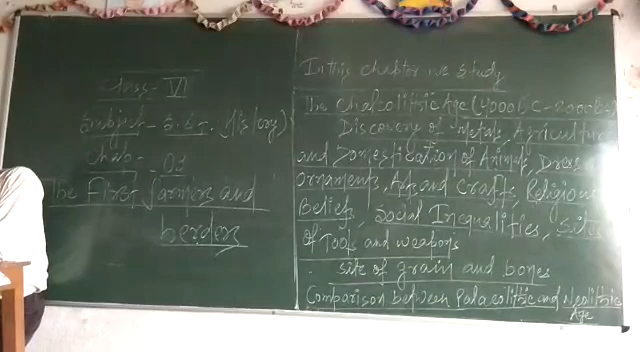 Class - VI
Subject - S.S. (History)
Chap - 03
The First farmers and
herders
In this chapter we study
The Chalcolithic Age (4000BC - 2000BC)
Discovery of Metals, Agriculture
and Domestication of Animals, Dress and
ornaments, Arts and Crafts, Religious
Beliefs, Social Inequalities, Sites
of Tools and weapons
site of grain and bones
Comparison between Palaeolithic and Neolithic
Age